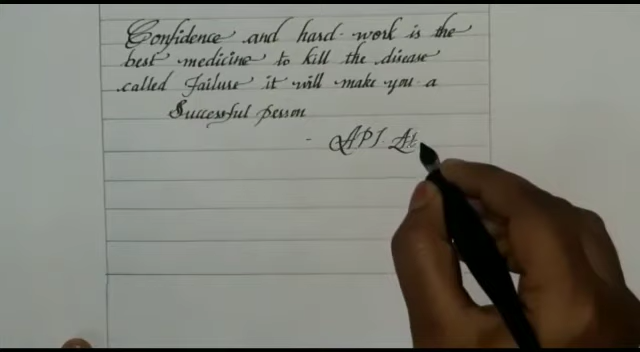 Confidence and hard work is the
best medicine to kill the disease
called Failure it will make you a
Successful person
- APJ. A